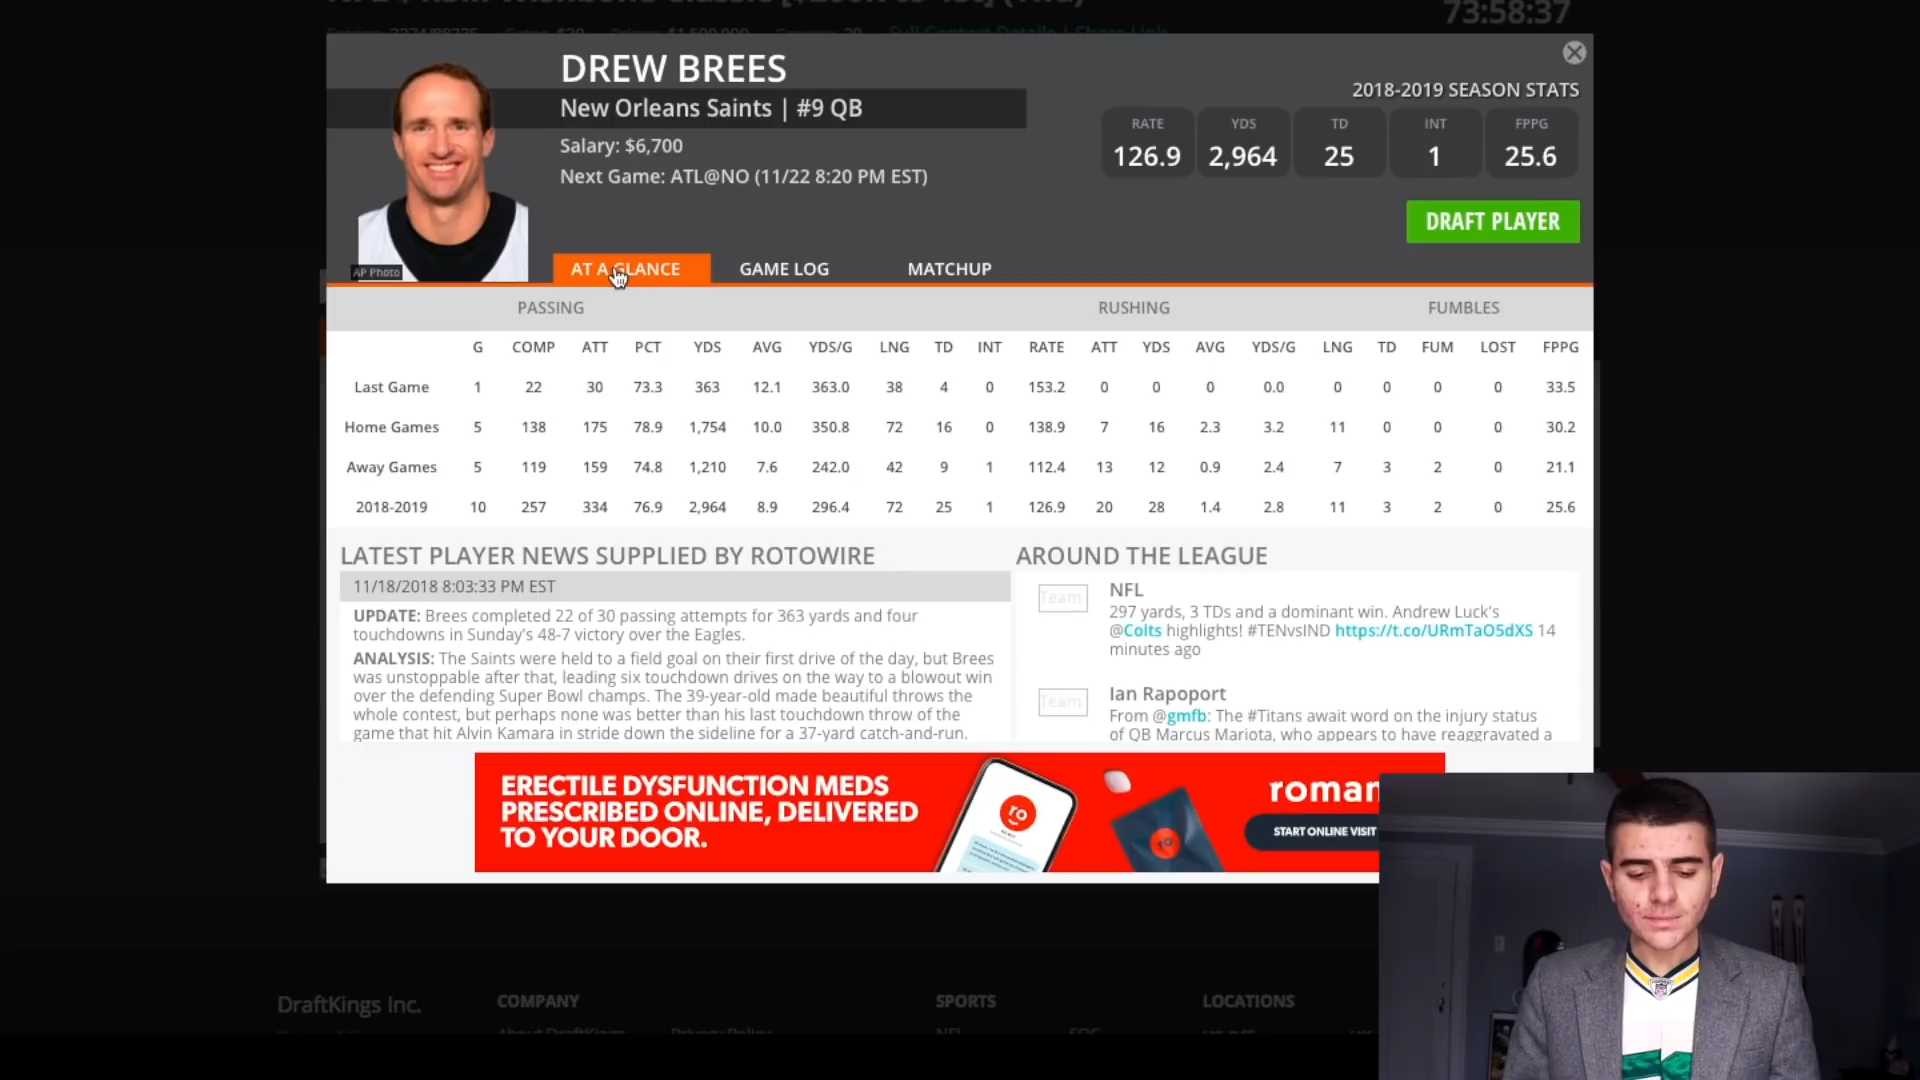 73:58:37
DREW BREES
New Orleans Saints | #9 QB
Salary: $6,700
Next Game: ATL@NO (11/22 8:20 PM EST)
AP Photo
2018-2019 SEASON STATS
RATE YDS TD INT FPPG
126.9 2,964 25 1 25.6
DRAFT PLAYER
AT A GLANCE GAME LOG MATCHUP
PASSING RUSHING FUMBLES
G COMP ATT PCT YDS AVG YDS/G LNG TD INT RATE ATT YDS AVG YDS/G LNG TD FUM LOST FPPG
Last Game 1 22 30 73.3 363 12.1 363.0 38 4 0 153.2 0 0 0 0.0 0 0 0 0 33.5
Home Games 5 138 175 78.9 1,754 10.0 350.8 72 16 0 138.9 7 16 2.3 3.2 11 0 0 0 30.2
Away Games 5 119 159 74.8 1,210 7.6 242.0 42 9 1 112.4 13 12 0.9 2.4 7 3 2 0 21.1
2018-2019 10 257 334 76.9 2,964 8.9 296.4 72 25 1 126.9 20 28 1.4 2.8 11 3 2 0 25.6
LATEST PLAYER NEWS SUPPLIED BY ROTOWIRE
11/18/2018 8:03:33 PM EST
UPDATE: Brees completed 22 of 30 passing attempts for 363 yards and four
touchdowns in Sunday's 48-7 victory over the Eagles.
ANALYSIS: The Saints were held to a field goal on their first drive of the day, but Brees
was unstoppable after that, leading six touchdown drives on the way to a blowout win
over the defending Super Bowl champs. The 39-year-old made beautiful throws the
whole contest, but perhaps none was better than his last touchdown throw of the
game that hit Alvin Kamara in stride down the sideline for a 37-yard catch-and-run.
AROUND THE LEAGUE
Team
NFL
297 yards, 3 TDs and a dominant win. Andrew Luck's
@Colts highlights! #TENvsIND https://t.co/URmTaO5dXS 14
minutes ago
Team
Ian Rapoport
From @gmfb: The #Titans await word on the injury status
of QB Marcus Mariota, who appears to have reaggravated a
ERECTILE DYSFUNCTION MEDS
PRESCRIBED ONLINE, DELIVERED
TO YOUR DOOR.
ro
ro
roman
START ONLINE VISIT
DraftKings Inc. COMPANY SPORTS LOCATIONS